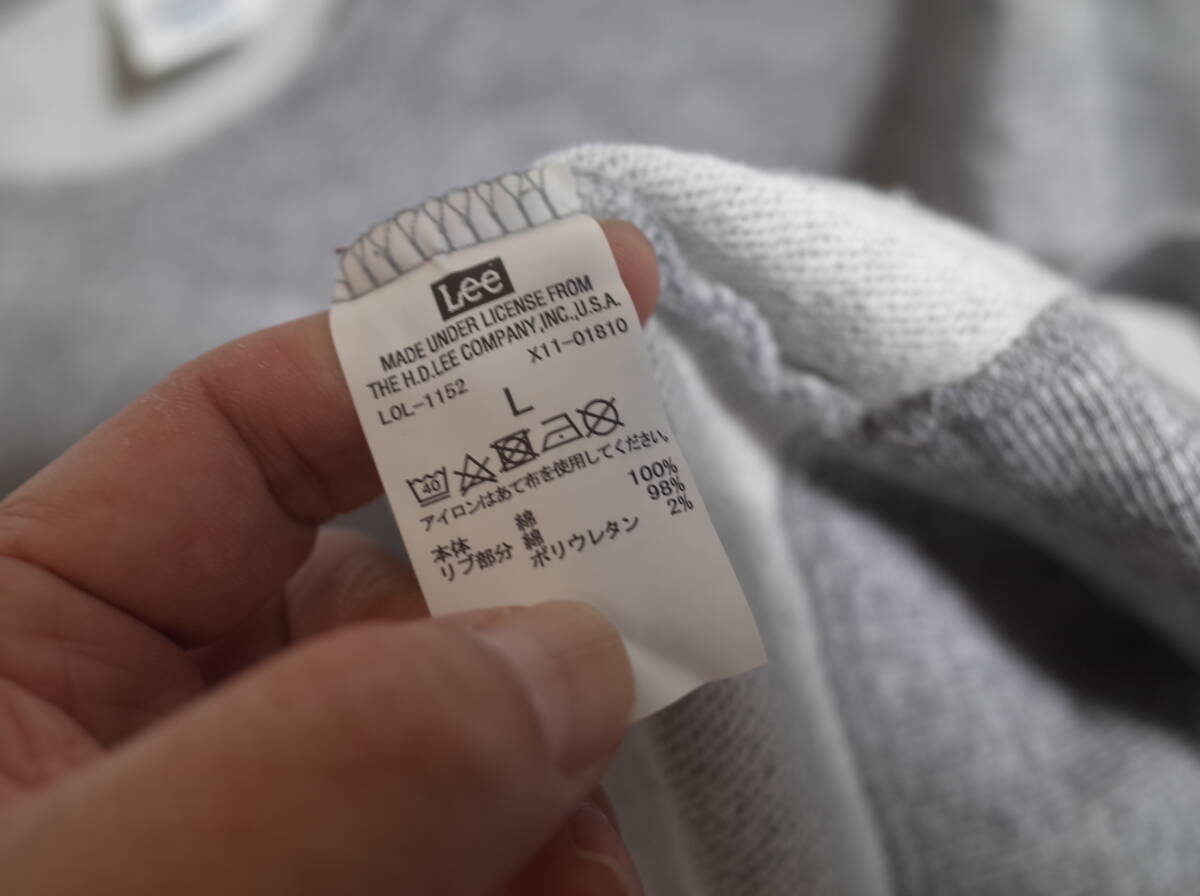 Lee
MADE UNDER LICENSE FROM
THE H.D.LEE COMPANY,INC.,U.S.A.
LOL-1152 X11-01810
L
40
アイロンはあて布を使用してください。
本体 綿 100%
リブ部分 綿 98%
ポリウレタン 2%